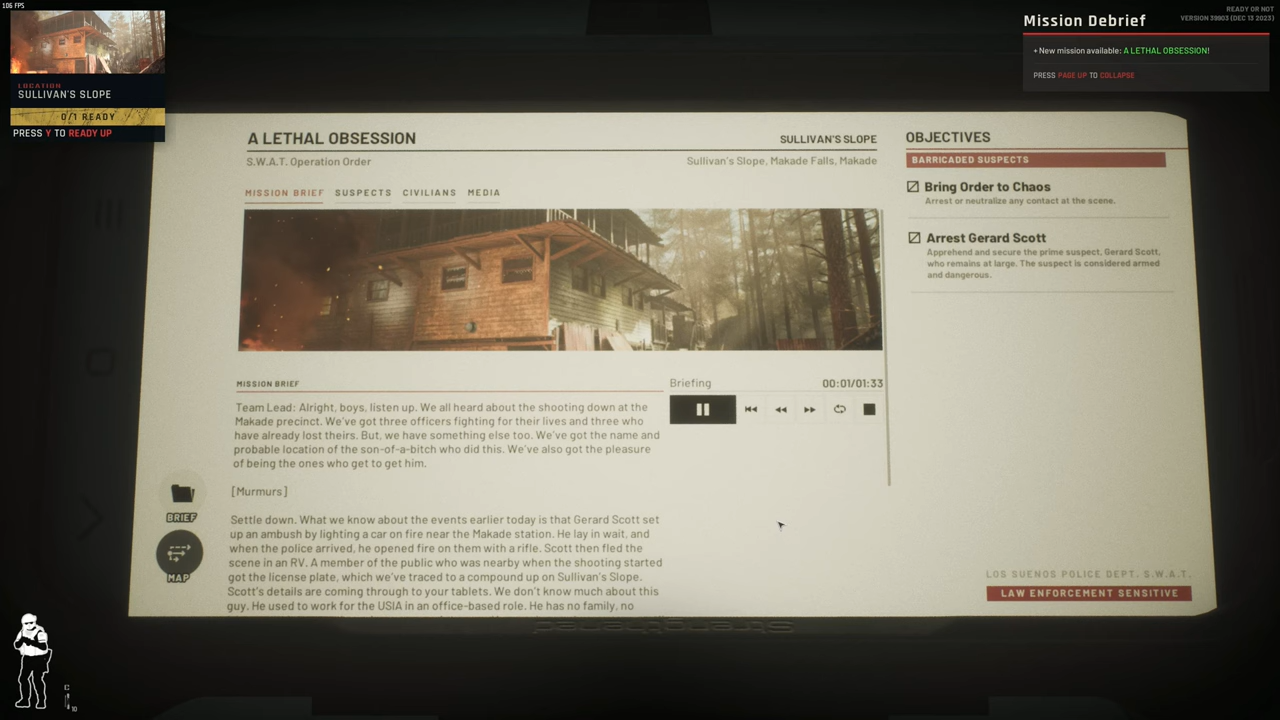 106 FPS
LOCATION
SULLIVAN'S SLOPE
0/1 READY
PRESS Y TO READY UP
READY OR NOT
VERSION 39903 (DEC 13 2023)
Mission Debrief
+ New mission available: A LETHAL OBSESSION!
PRESS PAGE UP TO COLLAPSE
A LETHAL OBSESSION
SULLIVAN'S SLOPE
S.W.A.T. Operation Order
Sullivan's Slope, Makade Falls, Makade
MISSION BRIEF SUSPECTS CIVILIANS MEDIA
MISSION BRIEF
Team Lead: Alright, boys, listen up. We all heard about the shooting down at the
Makade precinct. We've got three officers fighting for their lives and three who
have already lost theirs. But, we have something else too. We've got the name and
probable location of the son-of-a-bitch who did this. We've also got the pleasure
of being the ones who get to get him.
[Murmurs]
Settle down. What we know about the events earlier today is that Gerard Scott set
up an ambush by lighting a car on fire near the Makade station. He lay in wait, and
when the police arrived, he opened fire on them with a rifle. Scott then fled the
scene in an RV. A member of the public who was nearby when the shooting started
got the license plate, which we've traced to a compound up on Sullivan's Slope.
Scott's details are coming through to your tablets. We don't know much about this
guy. He used to work for the USIA in an office-based role. He has no family, no
Briefing 00:01/01:33
OBJECTIVES
BARRICADED SUSPECTS
Bring Order to Chaos
Arrest or neutralize any contact at the scene.
Arrest Gerard Scott
Apprehend and secure the prime suspect, Gerard Scott,
who remains at large. The suspect is considered armed
and dangerous.
BRIEF
MAP
LOS SUENOS POLICE DEPT. S.W.A.T.
LAW ENFORCEMENT SENSITIVE
10